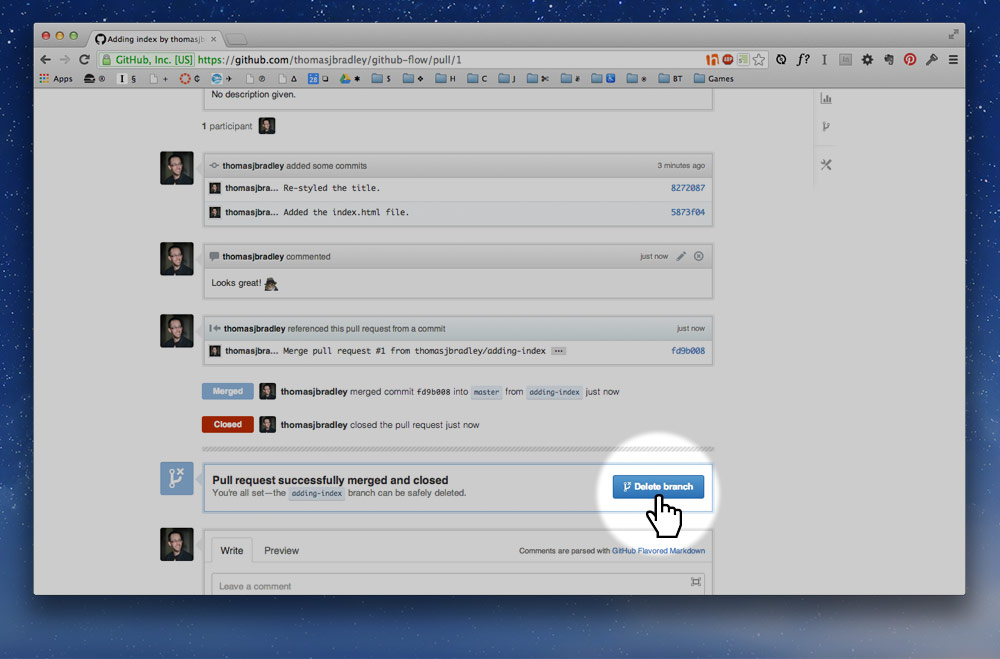 Adding index by thomasj
GitHub, Inc. [US] https://github.com/thomasjbradley/github-flow/pull/1
Apps S H C J BT Games
No description given.
1 participant
thomasjbradley added some commits 3 minutes ago
thomasjbra... Re-styled the title. 8272087
thomasjbra... Added the index.html file. 5873f04
thomasjbradley commented just now
Looks great!
thomasjbradley referenced this pull request from a commit just now
thomasjbra... Merge pull request #1 from thomasjbradley/adding-index ... fd9b008
Merged thomasjbradley merged commit fd9b008 into master from adding-index just now
Closed thomasjbradley closed the pull request just now
Pull request successfully merged and closed
You're all set—the adding-index branch can be safely deleted.
Delete branch
Write Preview Comments are parsed with GitHub Flavored Markdown
Leave a comment